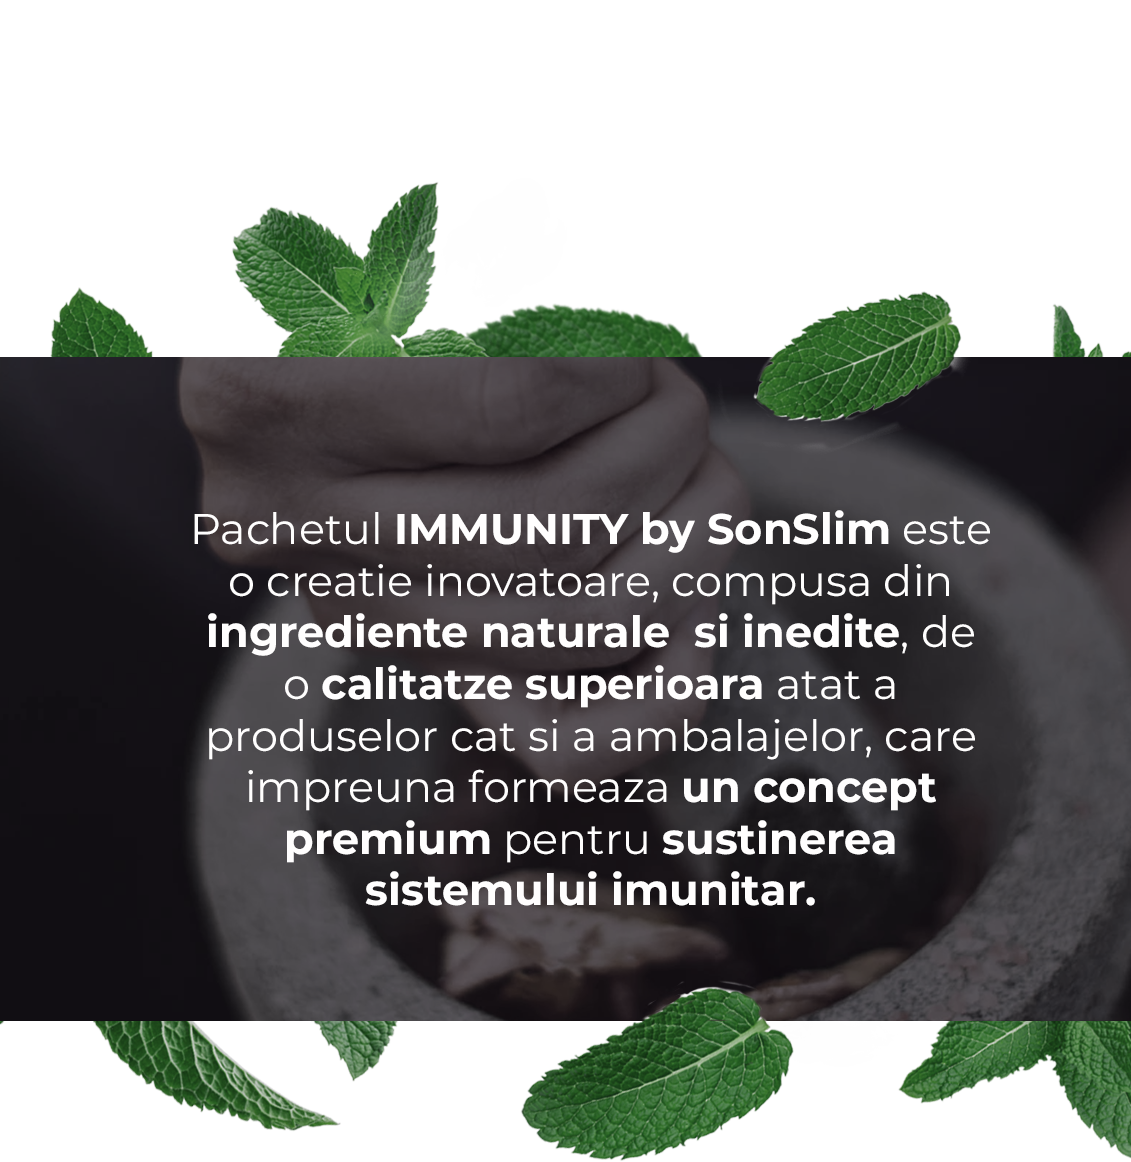 Pachetul IMMUNITY by SonSlim este
o creatie inovatoare, compusa din
ingrediente naturale  si inedite, de
o calitatze superioara atat a
produselor cat si a ambalajelor, care
impreuna formeaza un concept
premium pentru sustinerea
sistemului imunitar.